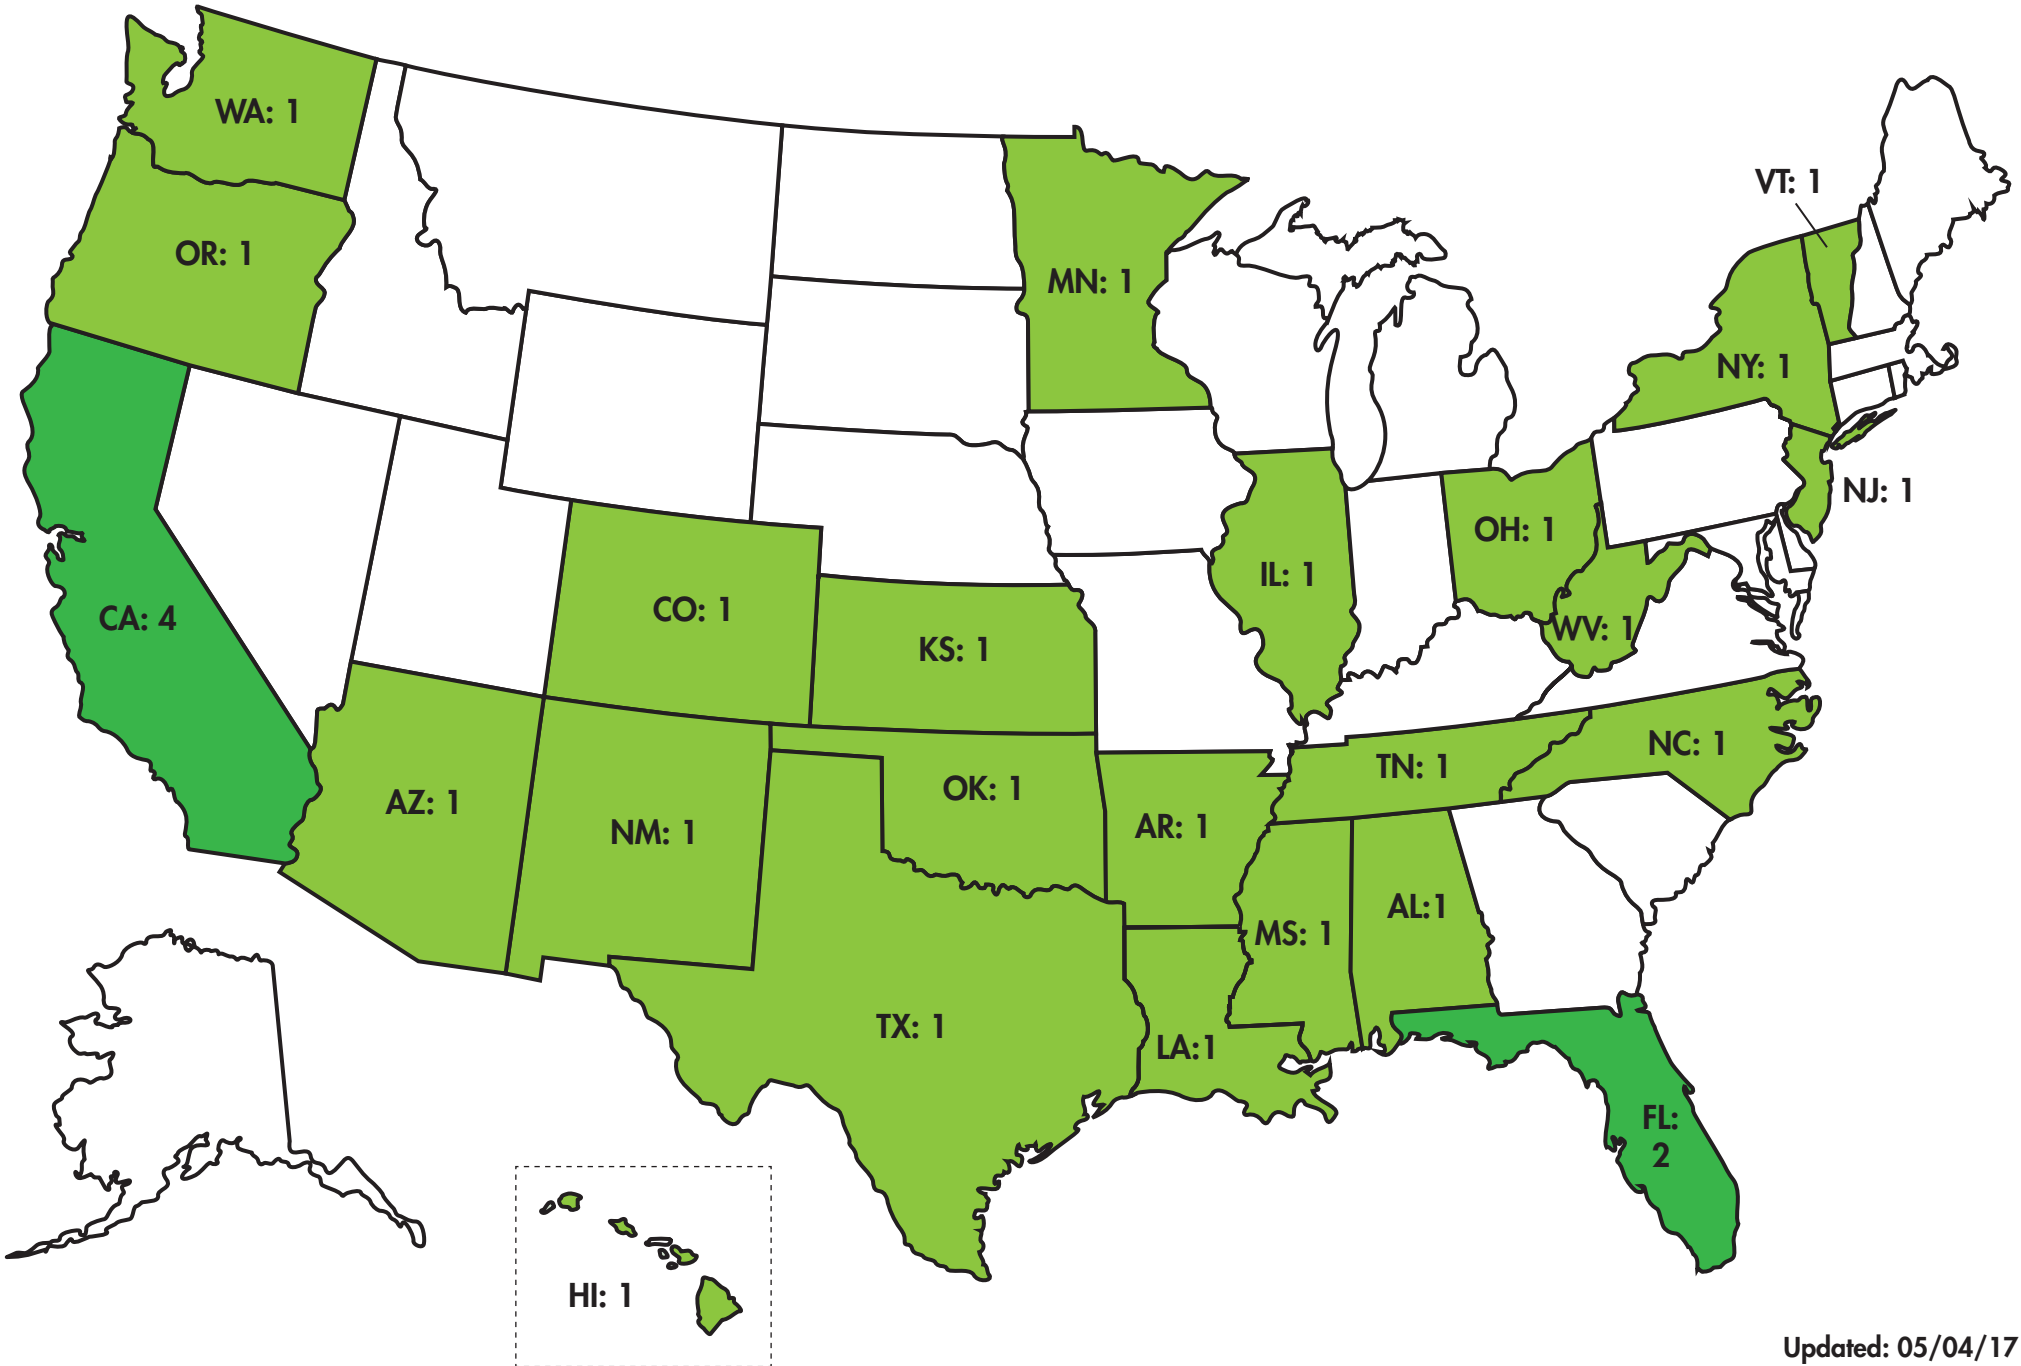 WA: 1
VT: 1
OR: 1
MN: 1
NY: 1
NJ: 1
OH: 1
IL: 1
CO: 1
CA: 4
WV: 1
KS: 1
NC: 1
TN: 1
OK: 1
AZ: 1
AR: 1
NM: 1
AL:1
MS: 1
TX: 1
LA:1
FL:
2
HI: 1
Updated: 05/04/17